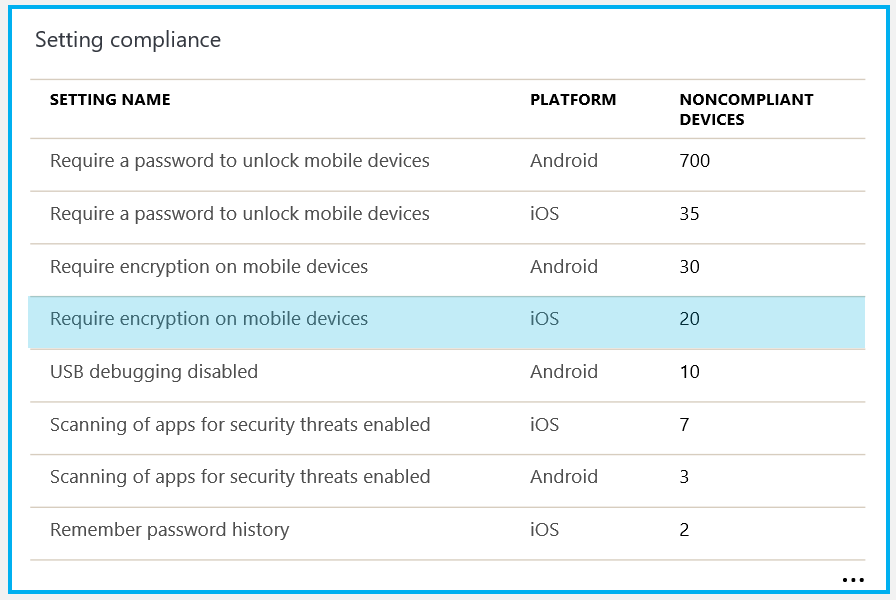 Setting compliance
SETTING NAME PLATFORM NONCOMPLIANT
DEVICES
Require a password to unlock mobile devices Android 700
Require a password to unlock mobile devices iOS 35
Require encryption on mobile devices Android 30
Require encryption on mobile devices iOS 20
USB debugging disabled Android 10
Scanning of apps for security threats enabled iOS 7
Scanning of apps for security threats enabled Android 3
Remember password history iOS 2
...